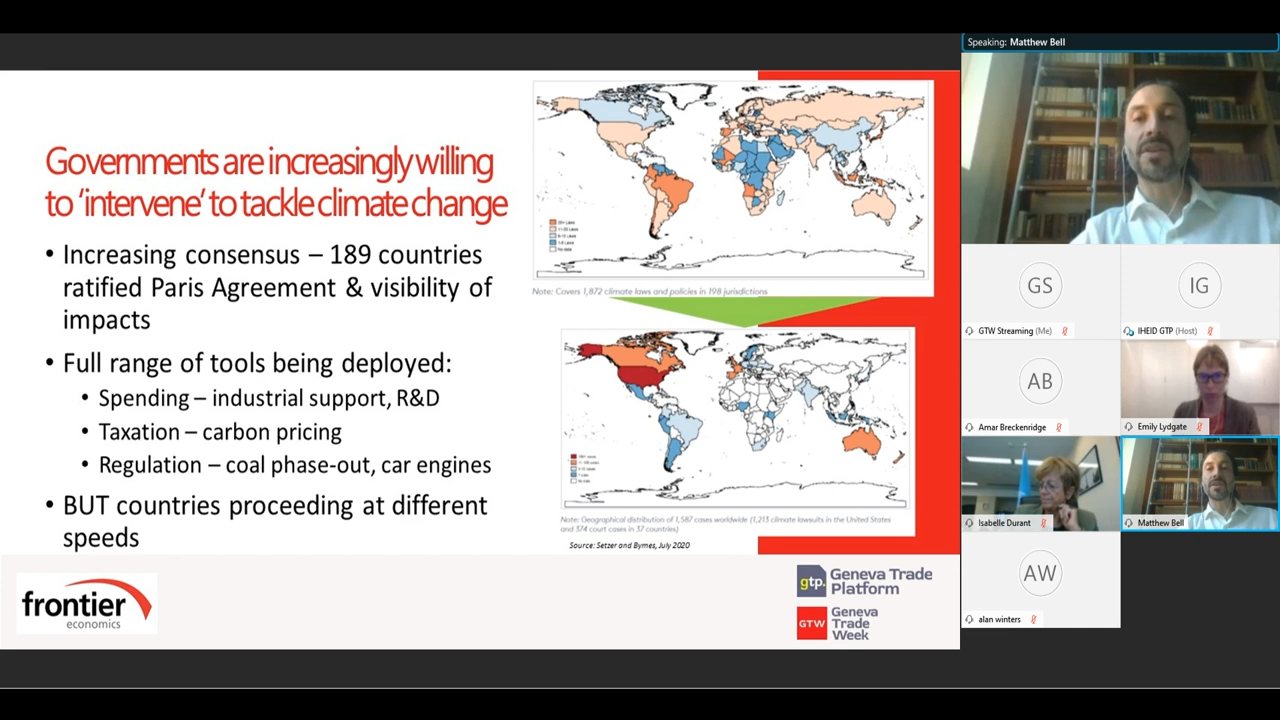 Speaking: Matthew Bell
Governments are increasingly willing
to 'intervene' to tackle climate change
• Increasing consensus – 189 countries
ratified Paris Agreement & visibility of
impacts
• Full range of tools being deployed:
• Spending – industrial support, R&D
• Taxation – carbon pricing
• Regulation – coal phase-out, car engines
• BUT countries proceeding at different
speeds
No data
Note: Covers 1,872 climate laws and policies in 198 jurisdictions
No data
Note: Geographical distribution of 1,587 cases worldwide (1,213 climate lawsuits in the United States
and 374 court cases in 37 countries)
Source: Setzer and Byrnes, July 2020
frontier
economics
gtp.
Geneva Trade
Platform
GTW
Geneva
Trade
Week
GS
GTW Streaming (Me)
IG
IHEID GTP (Host)
AB
Amar Breckenridge
Emily Lydgate
Isabelle Durant
Matthew Bell
AW
alan winters